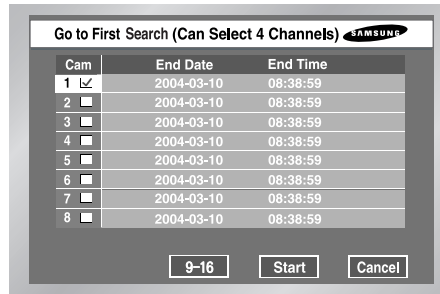 Go to First Search (Can Select 4 Channels) SAMSUNG
Cam End Date End Time
1 2004-03-10 08:38:59
2 2004-03-10 08:38:59
3 2004-03-10 08:38:59
4 2004-03-10 08:38:59
5 2004-03-10 08:38:59
6 2004-03-10 08:38:59
7 2004-03-10 08:38:59
8 2004-03-10 08:38:59
9-16 Start Cancel